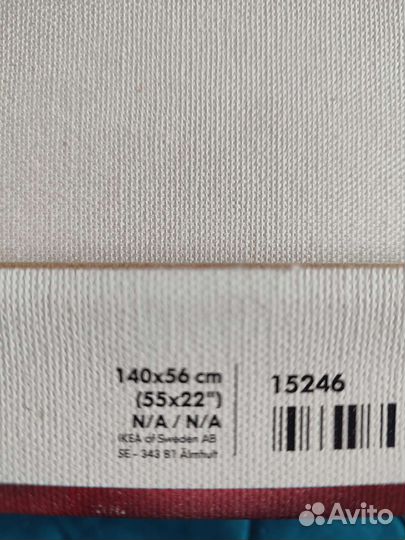 140x56 cm
(55x22")
N/A / N/A
IKEA of Sweden AB
SE - 343 81 Älmhult
15246
Avito